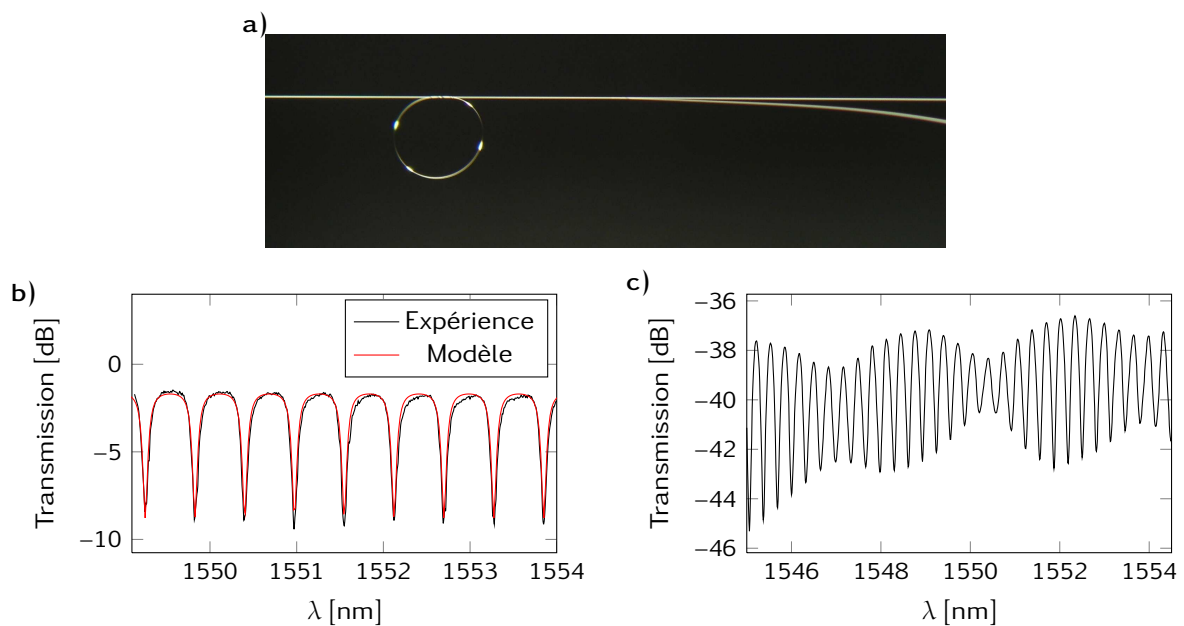 a)
b)
Transmission [dB]
0
−5
−10
Expérience
Modèle
1550 1551 1552 1553 1554
λ [nm]
c)
Transmission [dB]
−36
−38
−40
−42
−44
−46
1546 1548 1550 1552 1554
λ [nm]